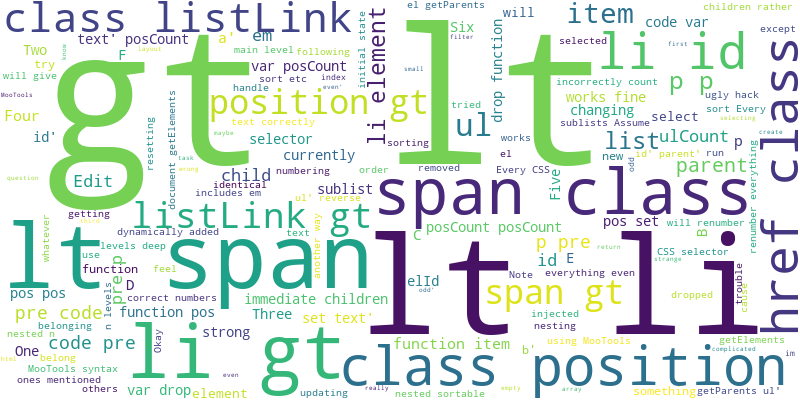 class listLink
el getParents
will
item
children rather
code var
text' posCount
em
a'
Six
filter
selected
first
except
Two
know
F
layout
main level
following
initial state
drop function
li id
try
var posCount
even'
will give
sort etc
index
handle
small
incorrectly count
p p
ugly hack
MooTools
gt
lt
position gt
li element
tried
works fine
sort Every
selecting
Four
text correctly
changing
sublists Assume
select
id'
resetting
document getElements
maybe
selector
ul
list
ulCount
p
create
task
currently
sorting
works
new
id' parent'
run
question
wrong
child
numbering
order
removed
el
Every CSS
odd
parent
Edit
identical
includes em
sublist
span class
Five
href class
renumber everything
getting
third
ul' reverse
listLink gt
pos set
will renumber
B
whatever
dynamically added
text
another way
C
posCount posCount
levels deep
use
function
feel
p pre
return
CSS selector
strange
lt
span
id
E
elId
odd'
Note
everything even
trouble
cause
pos pos
D
pre p
correct numbers
immediate children
span gt
dropped
lt
li
pre code
belonging
function pos
Three
set text'
injected
nesting
n levels
nested n
strong
code pre
Okay
li gt
updating
function item
b'
using MooTools
getElements
complicated
im
One
belong
html
MooTools syntax
even
really
class position
empty
array
ones mentioned
others
var drop
element
nested sortable
something
getParents ul'